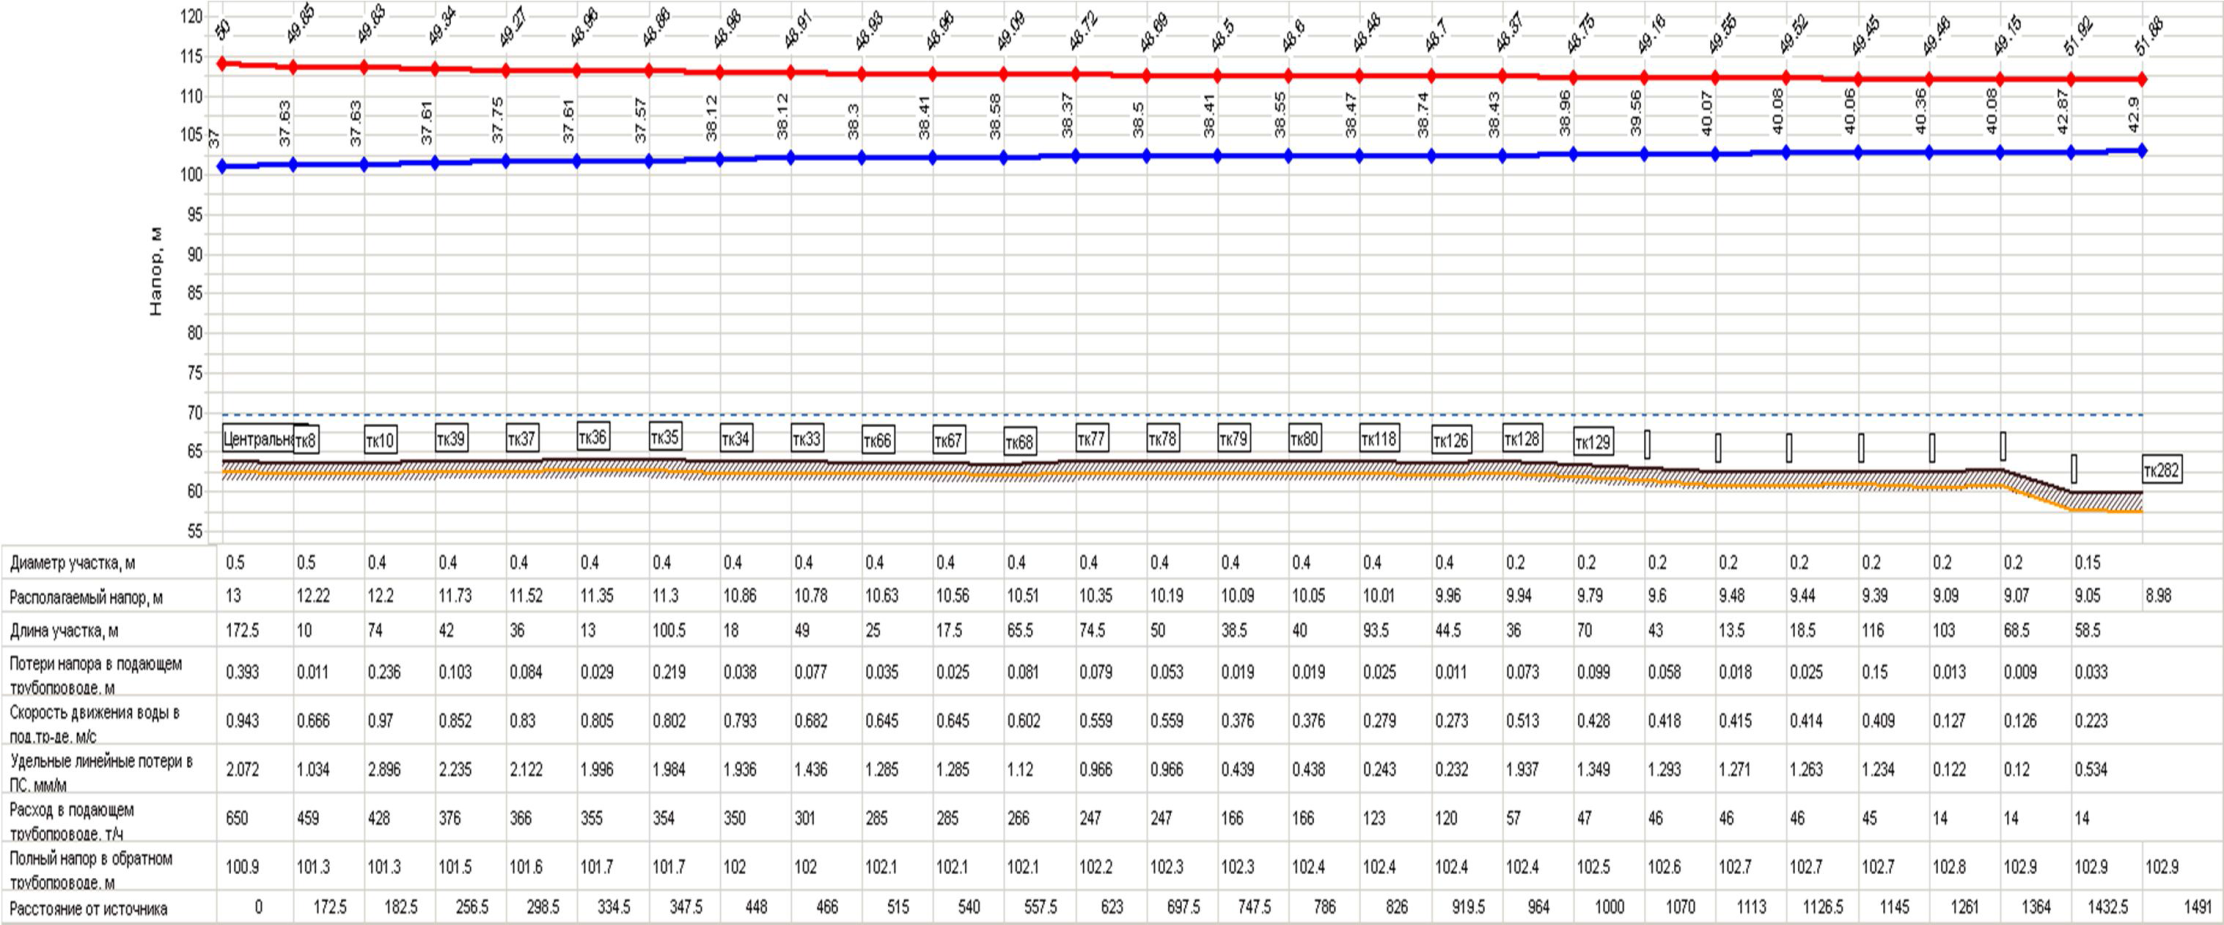 120 50 49.85 49.83 49.34 49.27 48.96 48.86 48.98 48.91 48.93 48.96 49.09 48.72 48.69 48.5 48.6 48.48 48.7 48.37 48.75 49.16 49.55 49.52 49.45 49.46 49.15 51.92 51.88
115
110
37 37.63 37.63 37.61 37.75 37.61 37.57 38.12 38.12 38.3 38.41 38.58 38.37 38.5 38.41 38.55 38.47 38.74 38.43 38.96 39.56 40.07 40.08 40.06 40.36 40.08 42.87 42.9
105
100
95
90
Напор, м
85
80
75
70
Центральна тк8 тк10 тк39 тк37 тк36 тк35 тк34 тк33 тк66 тк67 тк68 тк77 тк78 тк79 тк80 тк118 тк126 тк128 тк129 тк282
65
60
55
Диаметр участка, м 0.5 0.5 0.4 0.4 0.4 0.4 0.4 0.4 0.4 0.4 0.4 0.4 0.4 0.4 0.4 0.4 0.4 0.4 0.2 0.2 0.2 0.2 0.2 0.2 0.2 0.2 0.15
Располагаемый напор, м 13 12.22 12.2 11.73 11.52 11.35 11.3 10.86 10.78 10.63 10.56 10.51 10.35 10.19 10.09 10.05 10.01 9.96 9.94 9.79 9.6 9.48 9.44 9.39 9.09 9.07 9.05 8.98
Длина участка, м 172.5 10 74 42 36 13 100.5 18 49 25 17.5 65.5 74.5 50 38.5 40 93.5 44.5 36 70 43 13.5 18.5 116 103 68.5 58.5
Потери напора в подающем
трубопроводе, м 0.393 0.011 0.236 0.103 0.084 0.029 0.219 0.038 0.077 0.035 0.025 0.081 0.079 0.053 0.019 0.019 0.025 0.011 0.073 0.099 0.058 0.018 0.025 0.15 0.013 0.009 0.033
Скорость движения воды в
под.тр-де, м/с 0.943 0.666 0.97 0.852 0.83 0.805 0.802 0.793 0.682 0.645 0.645 0.602 0.559 0.559 0.376 0.376 0.279 0.273 0.513 0.428 0.418 0.415 0.414 0.409 0.127 0.126 0.223
Удельные линейные потери в
ПС, мм/м 2.072 1.034 2.896 2.235 2.122 1.996 1.984 1.936 1.436 1.285 1.285 1.12 0.966 0.966 0.439 0.438 0.243 0.232 1.937 1.349 1.293 1.271 1.263 1.234 0.122 0.12 0.534
Расход в подающем
трубопроводе, т/ч 650 459 428 376 366 355 354 350 301 285 285 266 247 247 166 166 123 120 57 47 46 46 46 45 14 14 14
Полный напор в обратном
трубопроводе, м 100.9 101.3 101.3 101.5 101.6 101.7 101.7 102 102 102.1 102.1 102.1 102.2 102.3 102.3 102.4 102.4 102.4 102.4 102.5 102.6 102.7 102.7 102.7 102.8 102.9 102.9 102.9
Расстояние от источника 0 172.5 182.5 256.5 298.5 334.5 347.5 448 466 515 540 557.5 623 697.5 747.5 786 826 919.5 964 1000 1070 1113 1126.5 1145 1261 1364 1432.5 1491